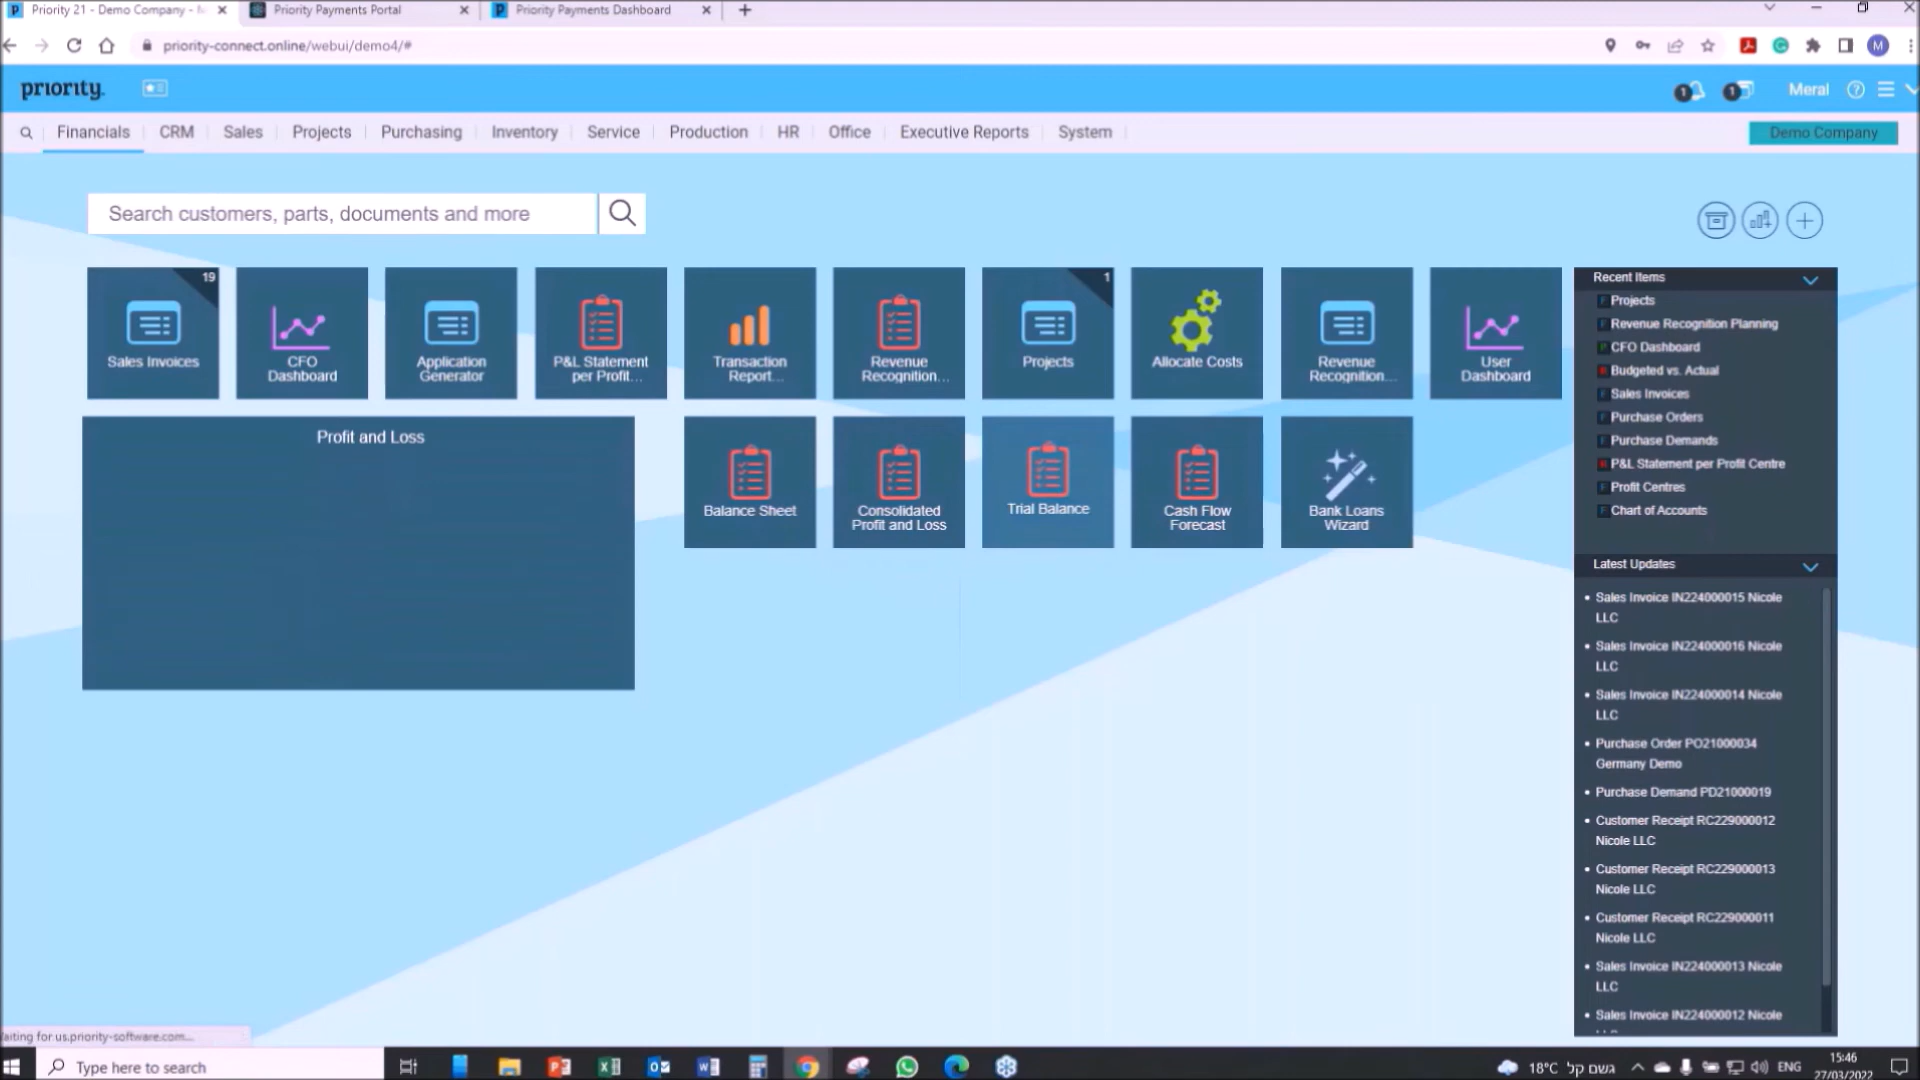 Priority 21 - Demo Company -
Priority Payments Portal
Priority Payments Dashboard
priority-connect.online/webui/demo4/#
M
priority.
1
1
Meral
Financials
CRM
Sales
Projects
Purchasing
Inventory
Service
Production
HR
Office
Executive Reports
System
Demo Company
Search customers, parts, documents and more
19
Sales Invoices
CFO
Dashboard
Application
Generator
P&L Statement
per Profit...
Transaction
Report...
Revenue
Recognition...
1
Projects
Allocate Costs
Revenue
Recognition...
User
Dashboard
Profit and Loss
Balance Sheet
Consolidated
Profit and Loss
Trial Balance
Cash Flow
Forecast
Bank Loans
Wizard
Recent Items
Projects
Revenue Recognition Planning
CFO Dashboard
Budgeted vs. Actual
Sales Invoices
Purchase Orders
Purchase Demands
P&L Statement per Profit Centre
Profit Centres
Chart of Accounts
Latest Updates
• Sales Invoice IN224000015 Nicole
LLC
• Sales Invoice IN224000016 Nicole
LLC
• Sales Invoice IN224000014 Nicole
LLC
• Purchase Order PO21000034
Germany Demo
• Purchase Demand PD21000019
• Customer Receipt RC229000012
Nicole LLC
• Customer Receipt RC229000013
Nicole LLC
• Customer Receipt RC229000011
Nicole LLC
• Sales Invoice IN224000013 Nicole
LLC
• Sales Invoice IN224000012 Nicole
aiting for us.priority-software.com...
Type here to search
18°C גשם קל
ENG
15:46
27/03/2022